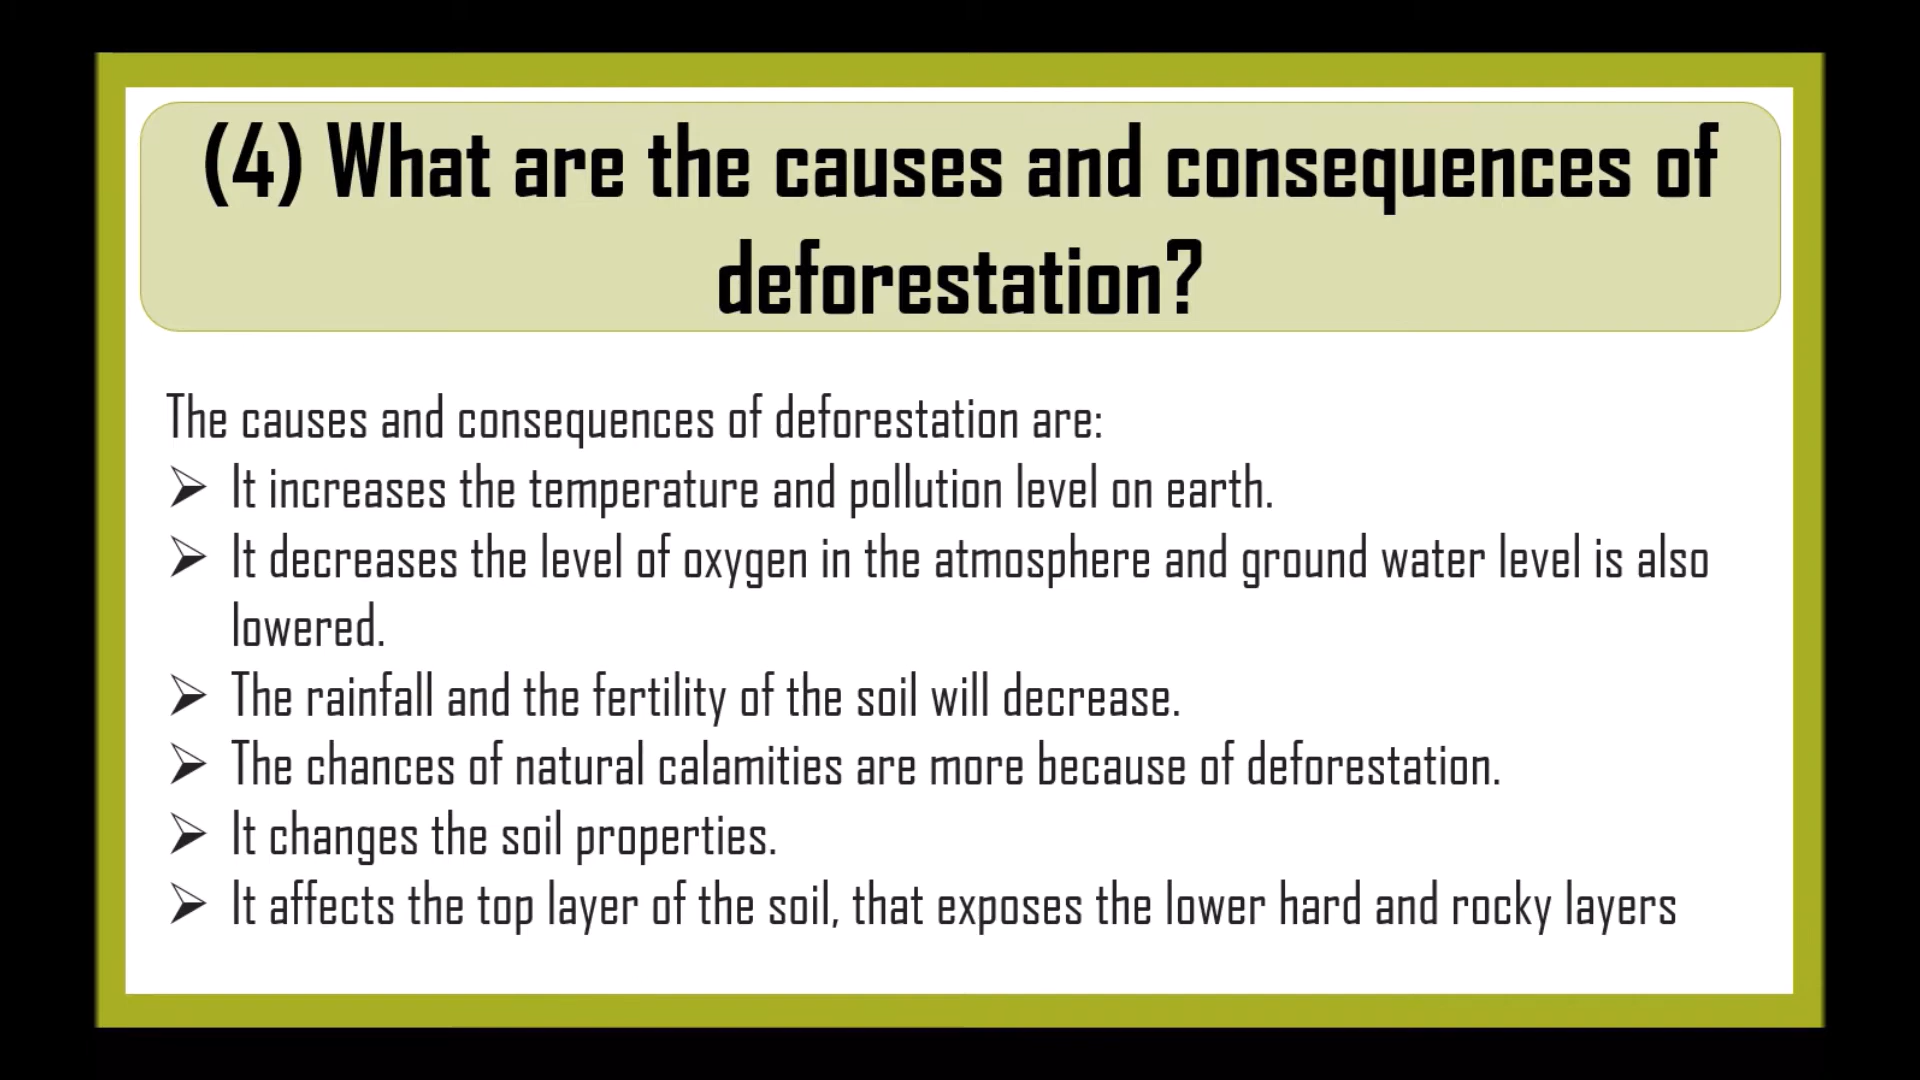 (4) What are the causes and consequences of
deforestation?
The causes and consequences of deforestation are:
➢ It increases the temperature and pollution level on earth.
➢ It decreases the level of oxygen in the atmosphere and ground water level is also
lowered.
➢ The rainfall and the fertility of the soil will decrease.
➢ The chances of natural calamities are more because of deforestation.
➢ It changes the soil properties.
➢ It affects the top layer of the soil, that exposes the lower hard and rocky layers